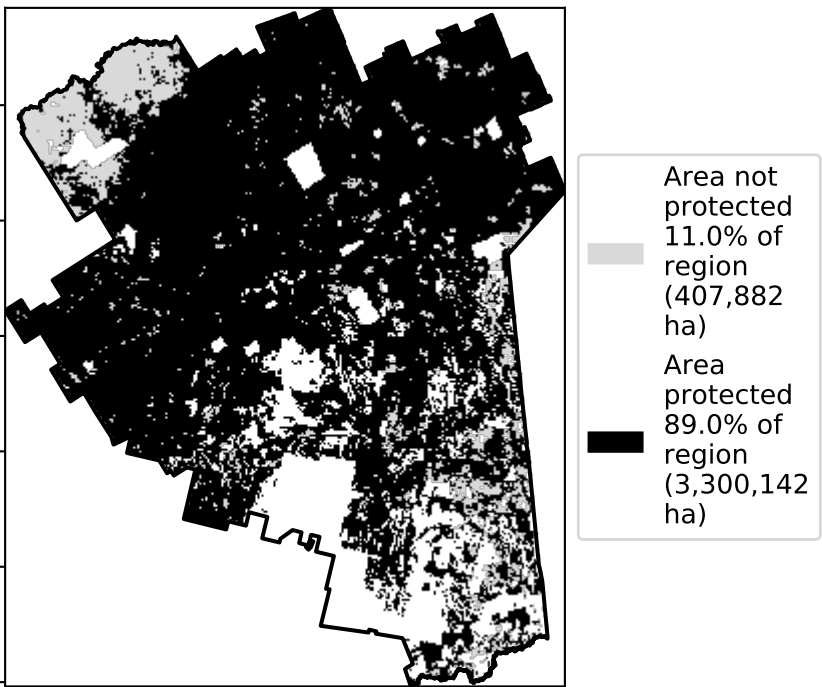 Area not
protected
11.0% of
region
(407,882
ha)
Area
protected
89.0% of
region
(3,300,142
ha)